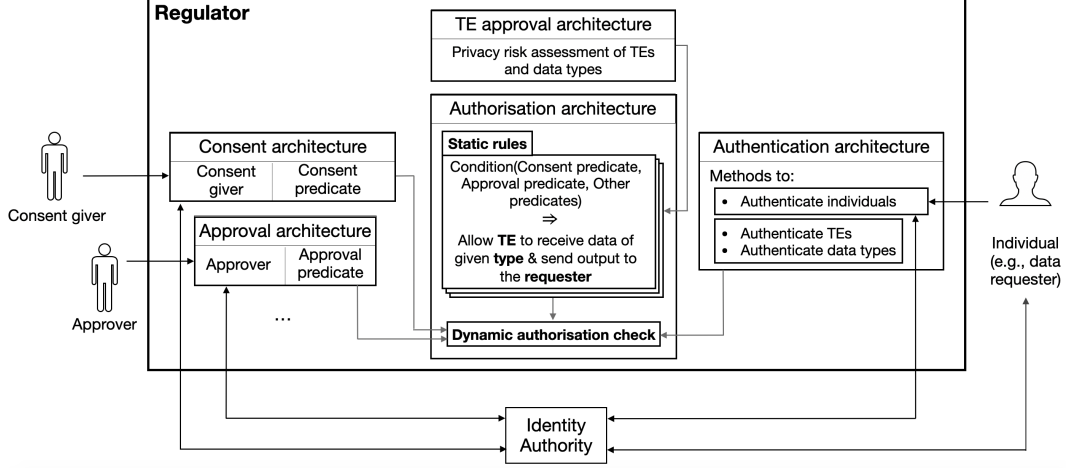 Regulator
TE approval architecture
Privacy risk assessment of TEs
and data types
Authorisation architecture
Static rules
Condition(Consent predicate,
Approval predicate, Other
predicates)
⇒
Allow TE to receive data of
given type & send output to
the requester
Dynamic authorisation check
Consent architecture
Consent
giver
Consent
predicate
Approval architecture
Approver
Approval
predicate
...
Authentication architecture
Methods to:
• Authenticate individuals
• Authenticate TEs
• Authenticate data types
Consent giver
Approver
Individual
(e.g., data
requester)
Identity
Authority